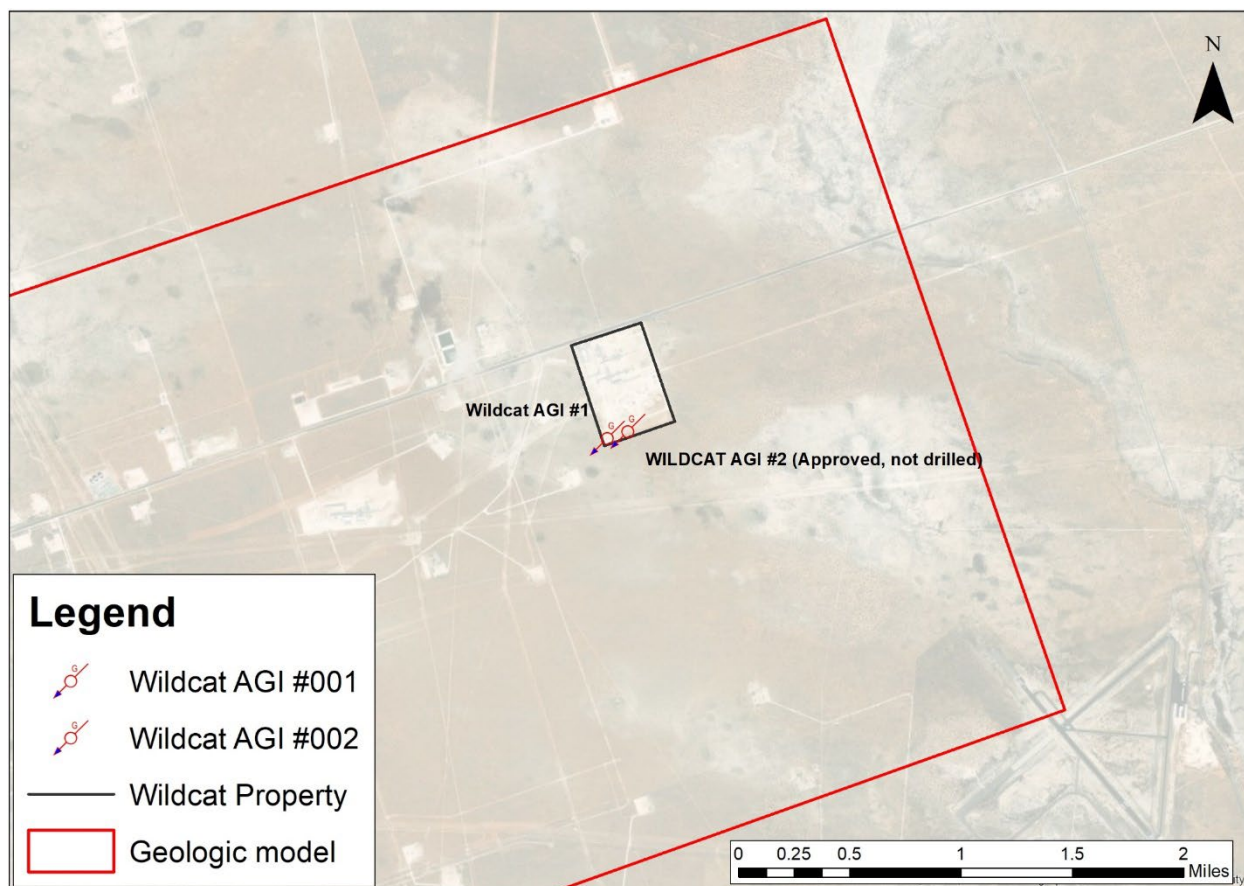 N
Wildcat AGI #1
G
G
WILDCAT AGI #2 (Approved, not drilled)
Legend
G
Wildcat AGI #001
G
Wildcat AGI #002
Wildcat Property
Geologic model
0 0.25 0.5 1 1.5 2
Miles